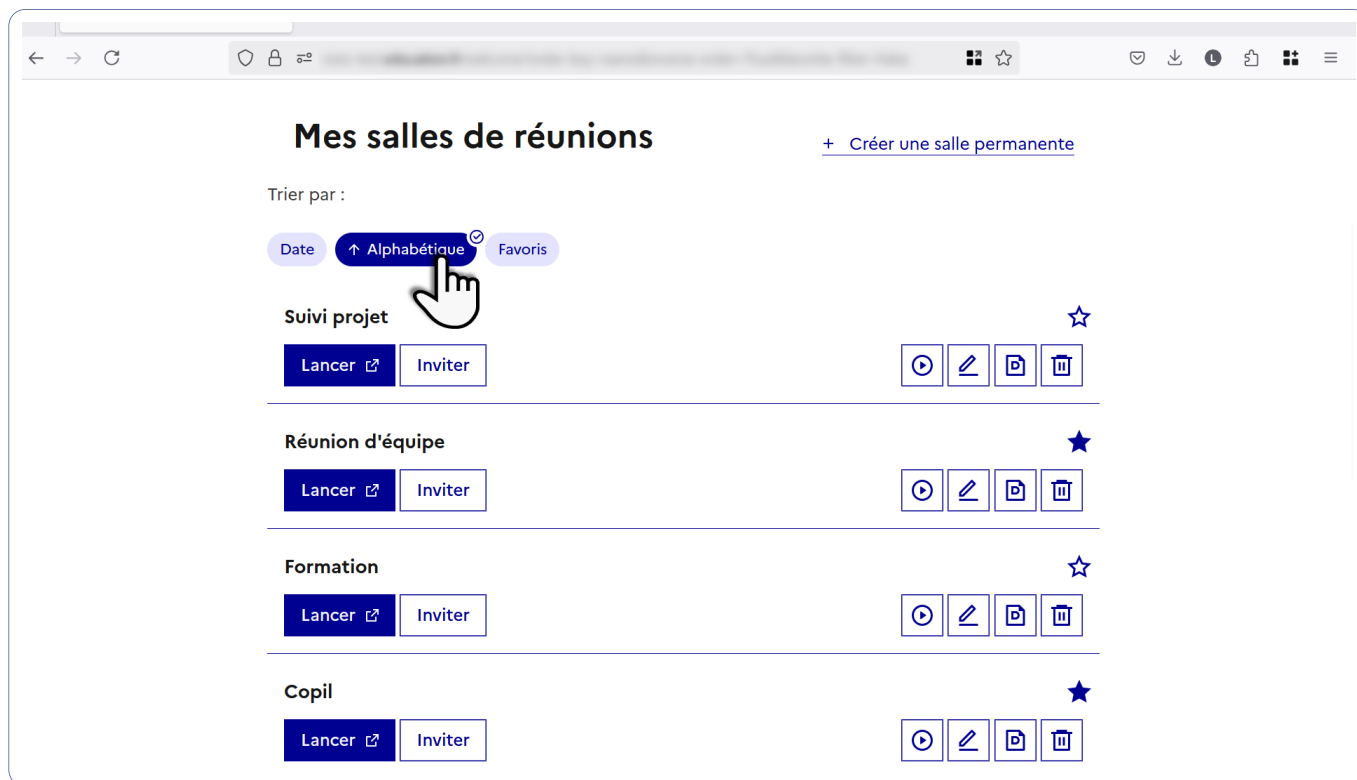 L
Mes salles de réunions
+ Créer une salle permanente
Trier par :
Date ↑ Alphabétique Favoris
Suivi projet
Lancer Inviter
D
Réunion d'équipe
Lancer Inviter
D
Formation
Lancer Inviter
D
Copil
Lancer Inviter
D